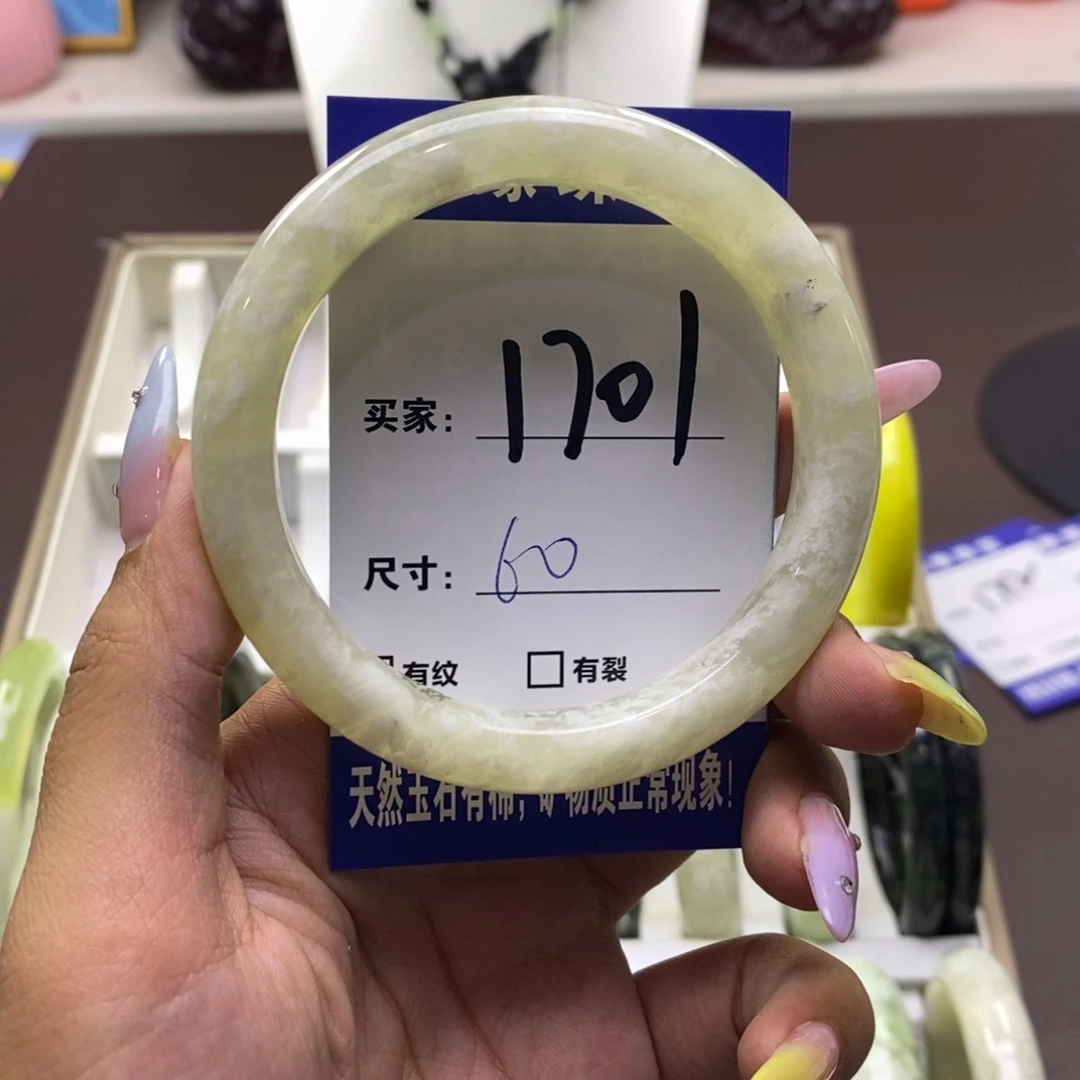 买家: 1701
尺寸: 60
有纹 □有裂
天然玉石有棉, 矿物质正常现象!